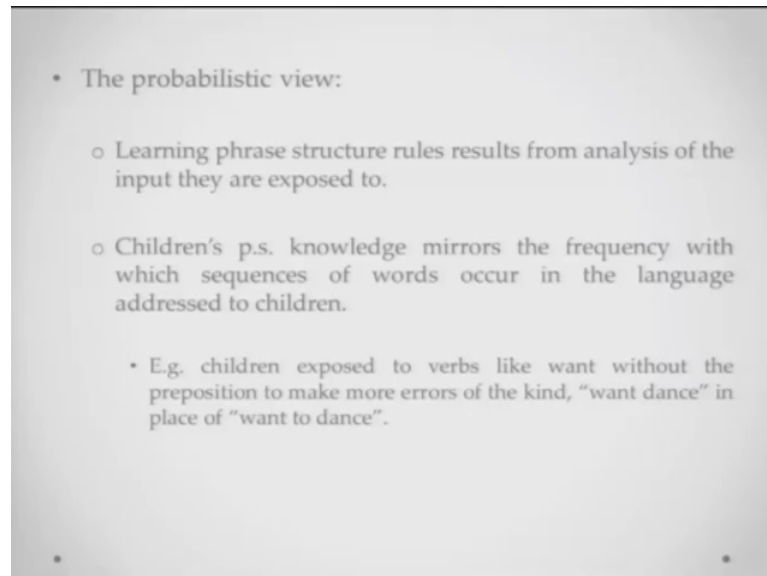 • The probabilistic view:
o Learning phrase structure rules results from analysis of the
input they are exposed to.
o Children's p.s. knowledge mirrors the frequency with
which sequences of words occur in the language
addressed to children.
• E.g. children exposed to verbs like want without the
preposition to make more errors of the kind, "want dance" in
place of "want to dance".